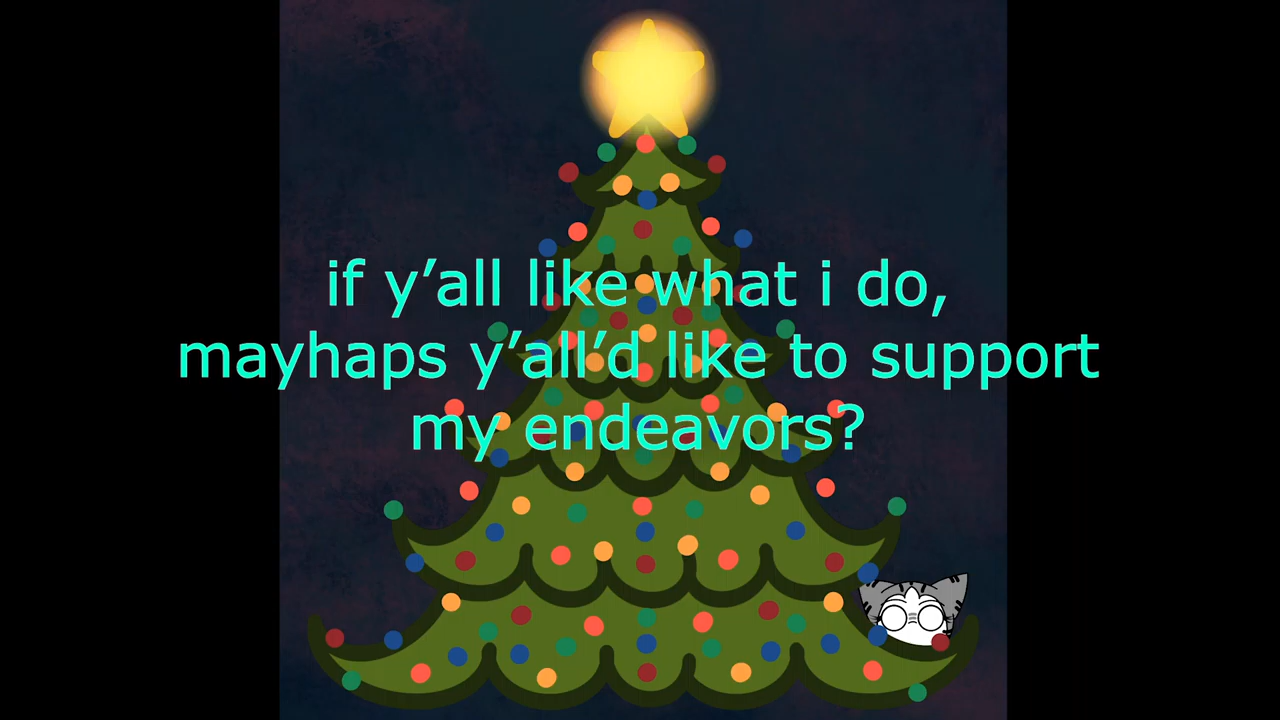 if y’all like what i do,
mayhaps y’all’d like to support
my endeavors?